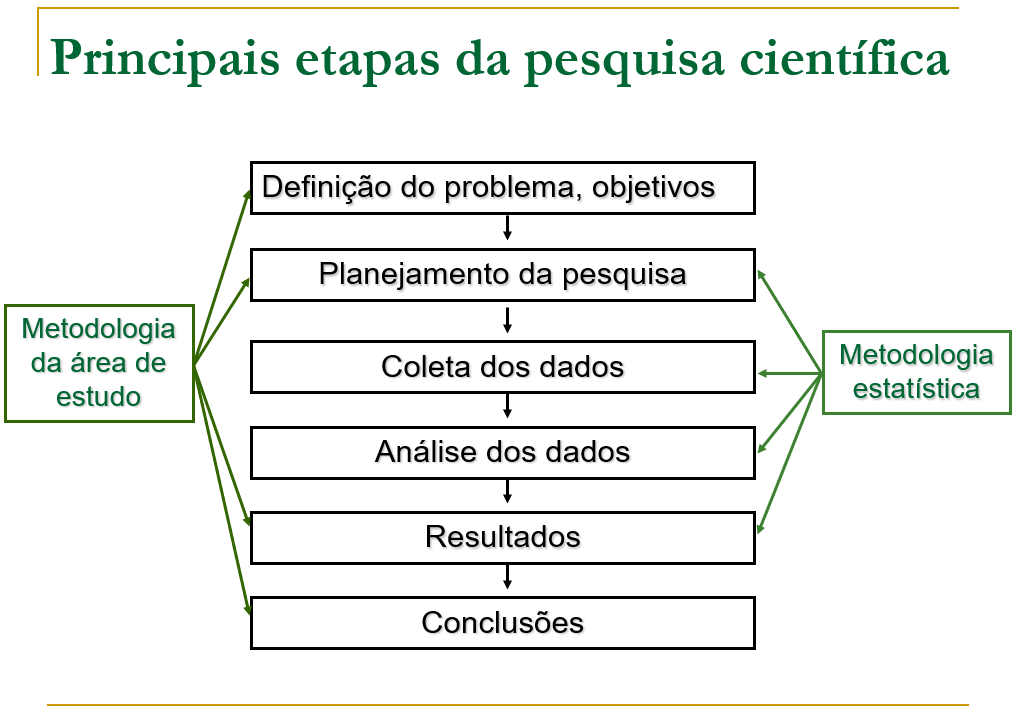 Principais etapas da pesquisa científica
Definição do problema, objetivos
Planejamento da pesquisa
Metodologia
da área de
estudo
Coleta dos dados
Metodologia
estatística
Análise dos dados
Resultados
Conclusões